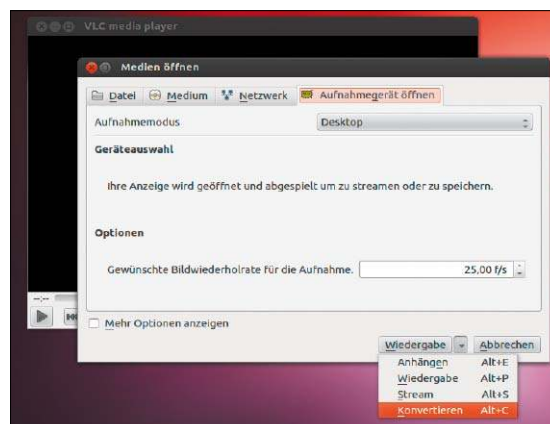 VLC media player
Medien öffnen
Datei Medium Netzwerk Aufnahmegerät öffnen
Aufnahmemodus Desktop
Geräteauswahl
Ihre Anzeige wird geöffnet und abgespielt um zu streamen oder zu speichern.
Optionen
Gewünschte Bildwiederholrate für die Aufnahme. 25,00 f/s
--:--
Mehr Optionen anzeigen
Wiedergabe Abbrechen
Anhängen Alt+E
Wiedergabe Alt+P
Stream Alt+S
Konvertieren Alt+C